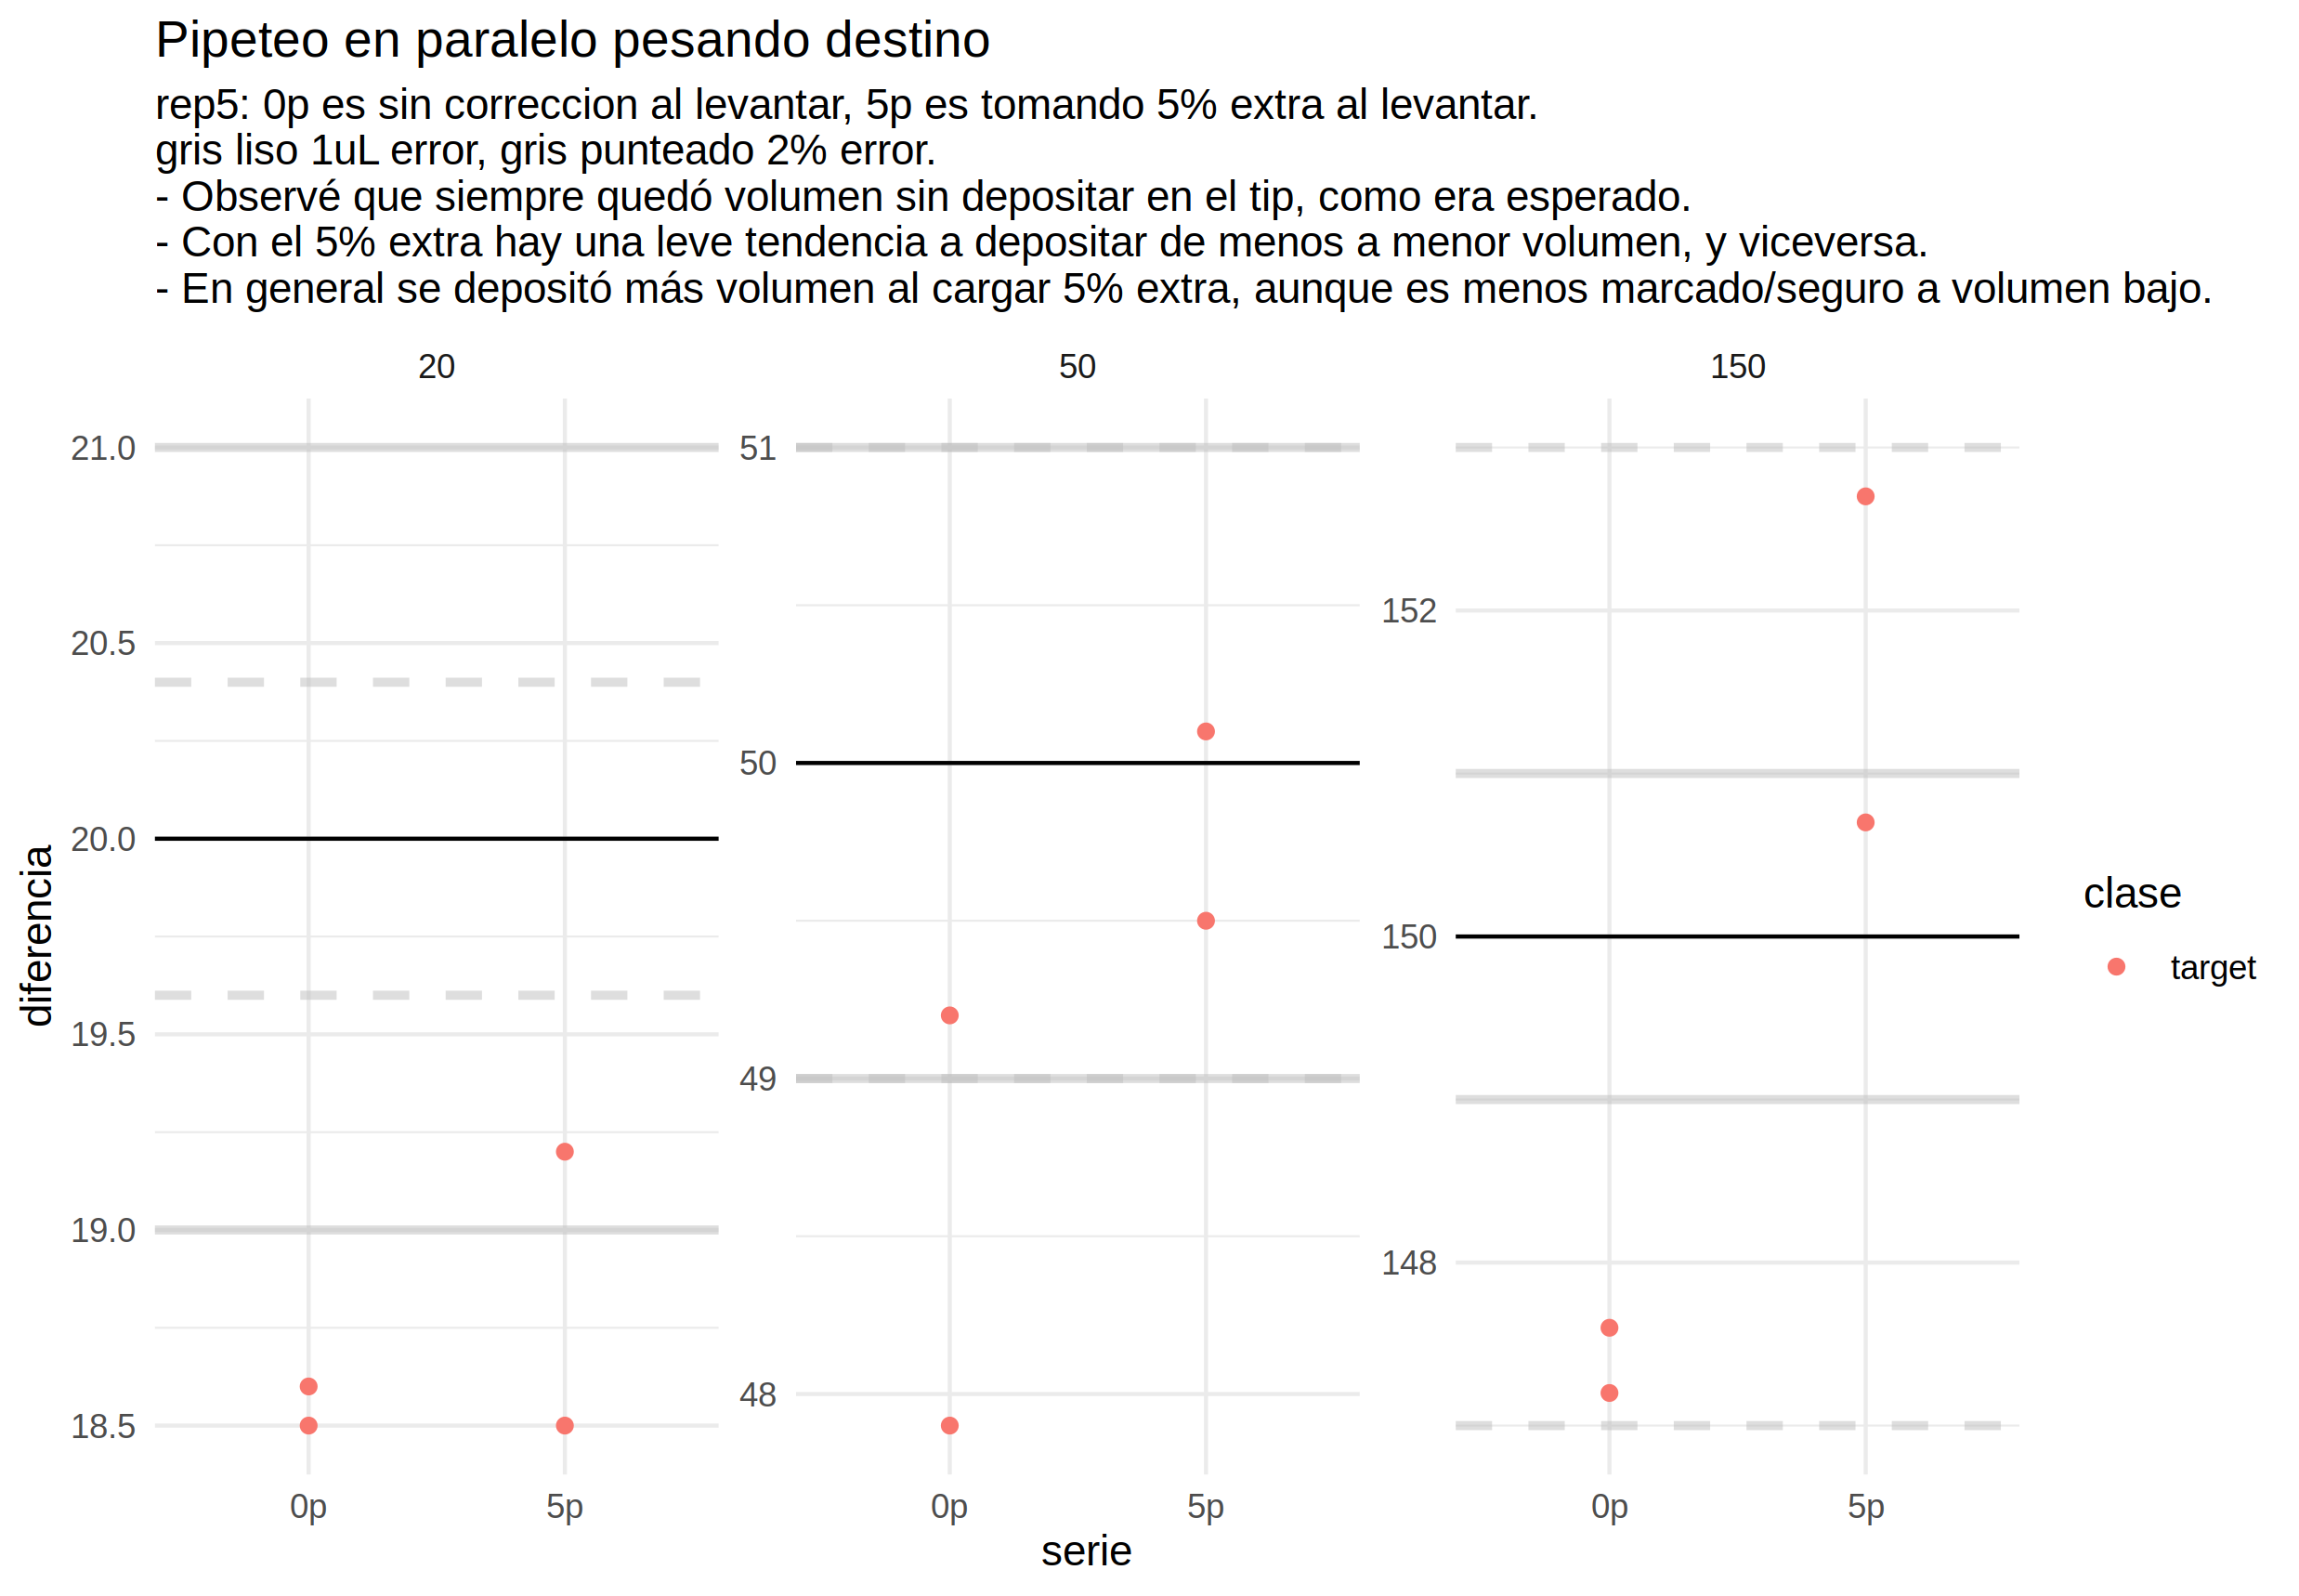 Pipeteo en paralelo pesando destino
rep5: 0p es sin correccion al levantar, 5p es tomando 5% extra al levantar.
gris liso 1uL error, gris punteado 2% error.
- Observé que siempre quedó volumen sin depositar en el tip, como era esperado.
- Con el 5% extra hay una leve tendencia a depositar de menos a menor volumen, y viceversa.
- En general se depositó más volumen al cargar 5% extra, aunque es menos marcado/seguro a volumen bajo.
20
50
150
21.0
20.5
20.0
19.5
19.0
18.5
51
50
49
48
152
150
148
diferencia
0p
5p
0p
5p
0p
5p
serie
clase
target